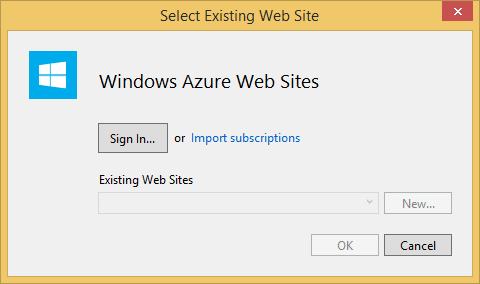 Select Existing Web Site
Windows Azure Web Sites
Sign In... or Import subscriptions
Existing Web Sites
New...
OK Cancel